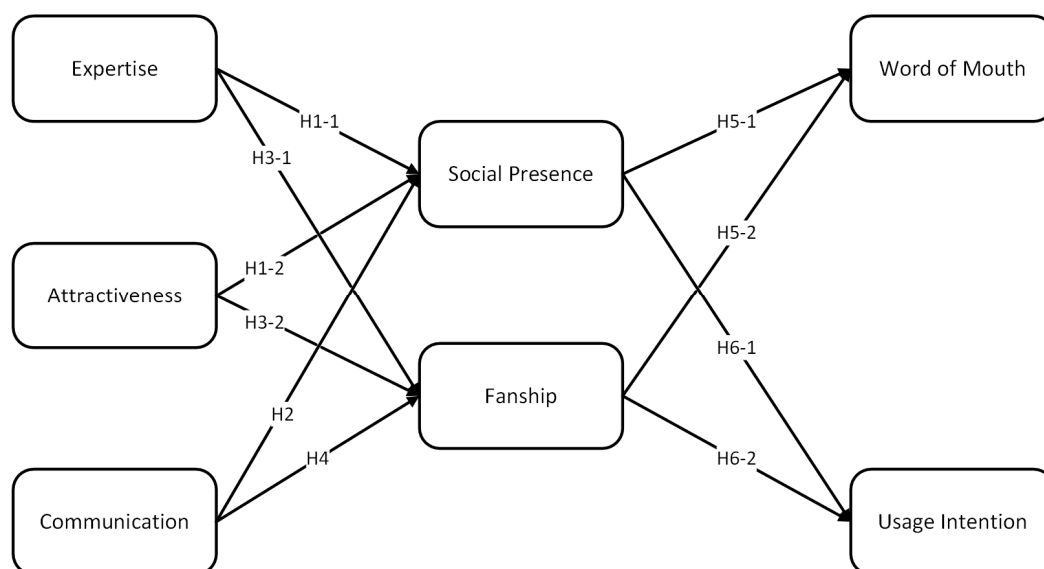 Expertise
Word of Mouth
H1-1
H5-1
H3-1
Social Presence
H1-2
H5-2
Attractiveness
H3-2
H6-1
Fanship
H2
H4
H6-2
Communication
Usage Intention